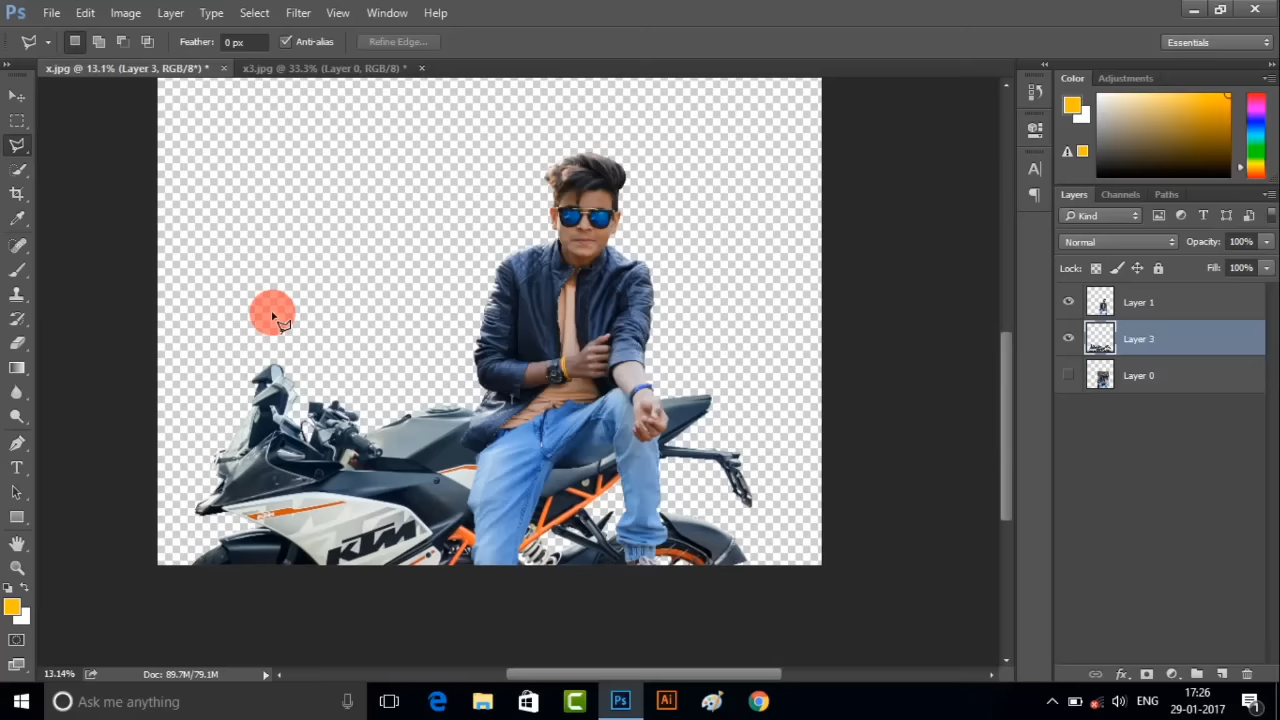 Ps File Edit Image Layer Type Select Filter View Window Help
Feather: 0 px Anti-alias Refine Edge... Essentials
x.jpg @ 13.1% (Layer 3, RGB/8*) * × x3.jpg @ 33.3% (Layer 0, RGB/8) * ×
Color Adjustments
Layers Channels Paths
Kind
Normal Opacity: 100%
Lock: Fill: 100%
Layer 1
Layer 3
Layer 0
KTM
13.14% Doc: 89.7M/79.1M
Ask me anything
Ps Ai
ENG 17:26
29-01-2017